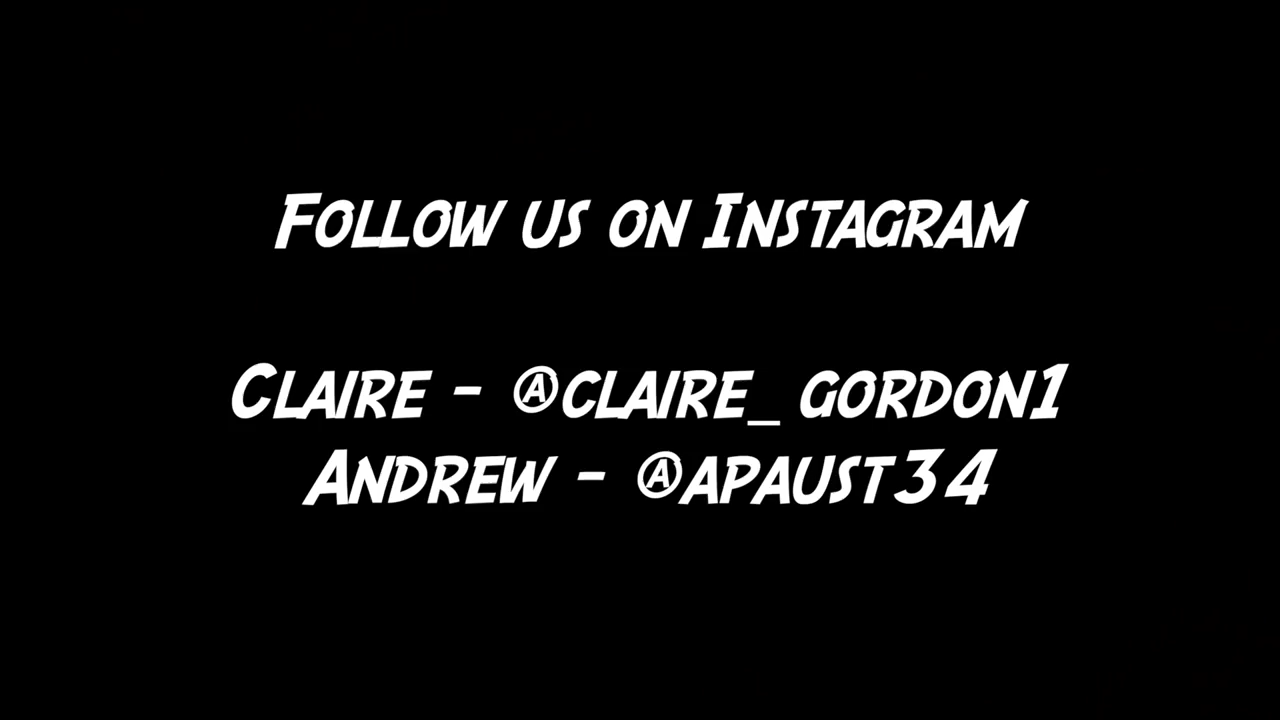 Follow us on Instagram
Claire - @claire_gordon1
Andrew - @apaust34